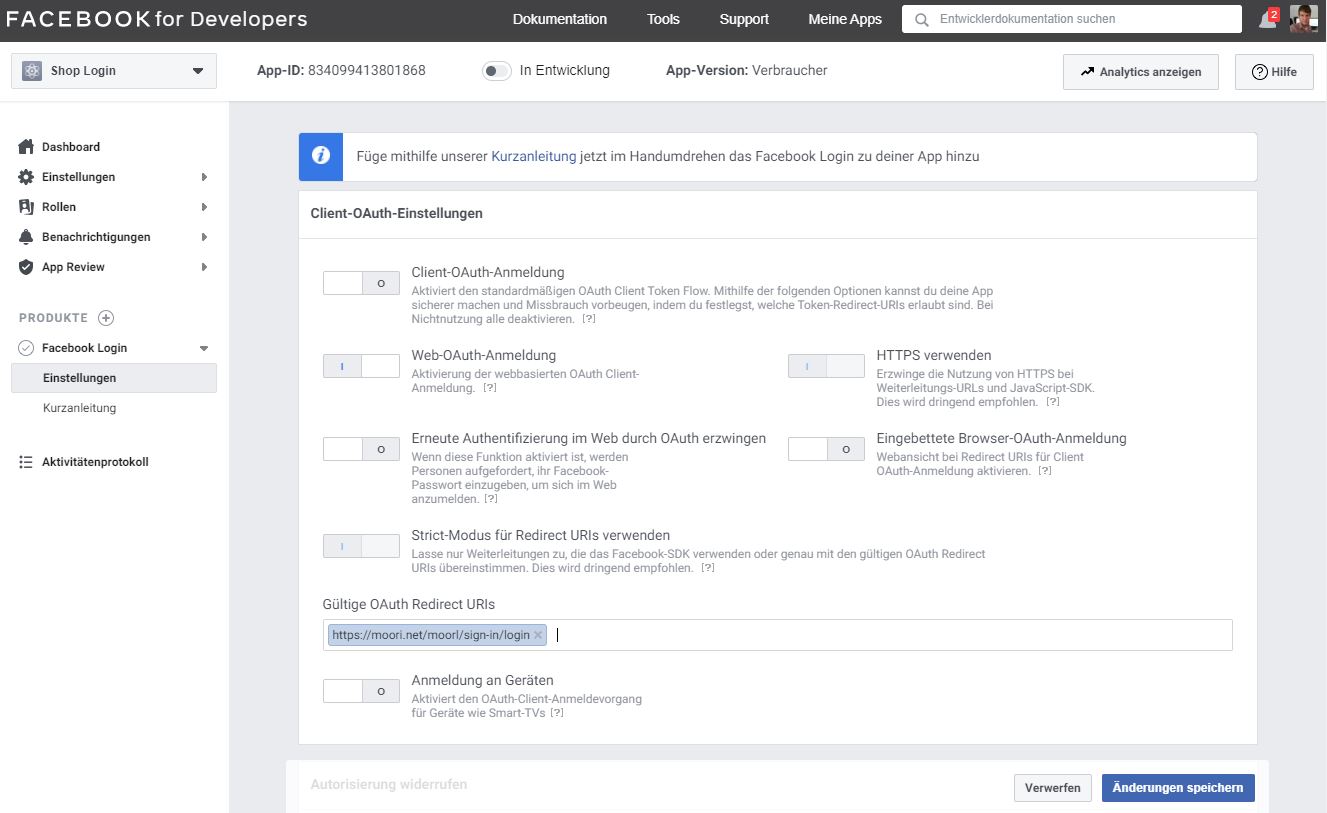 FACEBOOK for Developers
Dokumentation
Tools
Support
Meine Apps
Entwicklerdokumentation suchen
2
Shop Login
App-ID: 834099413801868
In Entwicklung
App-Version: Verbraucher
Analytics anzeigen
Hilfe
Dashboard
Einstellungen
Rollen
Benachrichtigungen
App Review
PRODUKTE
Facebook Login
Einstellungen
Kurzanleitung
Aktivitätenprotokoll
Füge mithilfe unserer Kurzanleitung jetzt im Handumdrehen das Facebook Login zu deiner App hinzu
Client-OAuth-Einstellungen
Client-OAuth-Anmeldung
Aktiviert den standardmäßigen OAuth Client Token Flow. Mithilfe der folgenden Optionen kannst du deine App
sicherer machen und Missbrauch vorbeugen, indem du festlegst, welche Token-Redirect-URIs erlaubt sind. Bei
Nichtnutzung alle deaktivieren. [?]
Web-OAuth-Anmeldung
Aktivierung der webbasierten OAuth Client-
Anmeldung. [?]
HTTPS verwenden
Erzwinge die Nutzung von HTTPS bei
Weiterleitungs-URLs und JavaScript-SDK.
Dies wird dringend empfohlen. [?]
Erneute Authentifizierung im Web durch OAuth erzwingen
Wenn diese Funktion aktiviert ist, werden
Personen aufgefordert, ihr Facebook-
Passwort einzugeben, um sich im Web
anzumelden. [?]
Eingebettete Browser-OAuth-Anmeldung
Webansicht bei Redirect URIs für Client
OAuth-Anmeldung aktivieren. [?]
Strict-Modus für Redirect URIs verwenden
Lasse nur Weiterleitungen zu, die das Facebook-SDK verwenden oder genau mit den gültigen OAuth Redirect
URIs übereinstimmen. Dies wird dringend empfohlen. [?]
Gültige OAuth Redirect URIs
https://moori.net/moorl/sign-in/login
Anmeldung an Geräten
Aktiviert den OAuth-Client-Anmeldevorgang
für Geräte wie Smart-TVs [?]
Autorisierung widerrufen
Verwerfen
Änderungen speichern